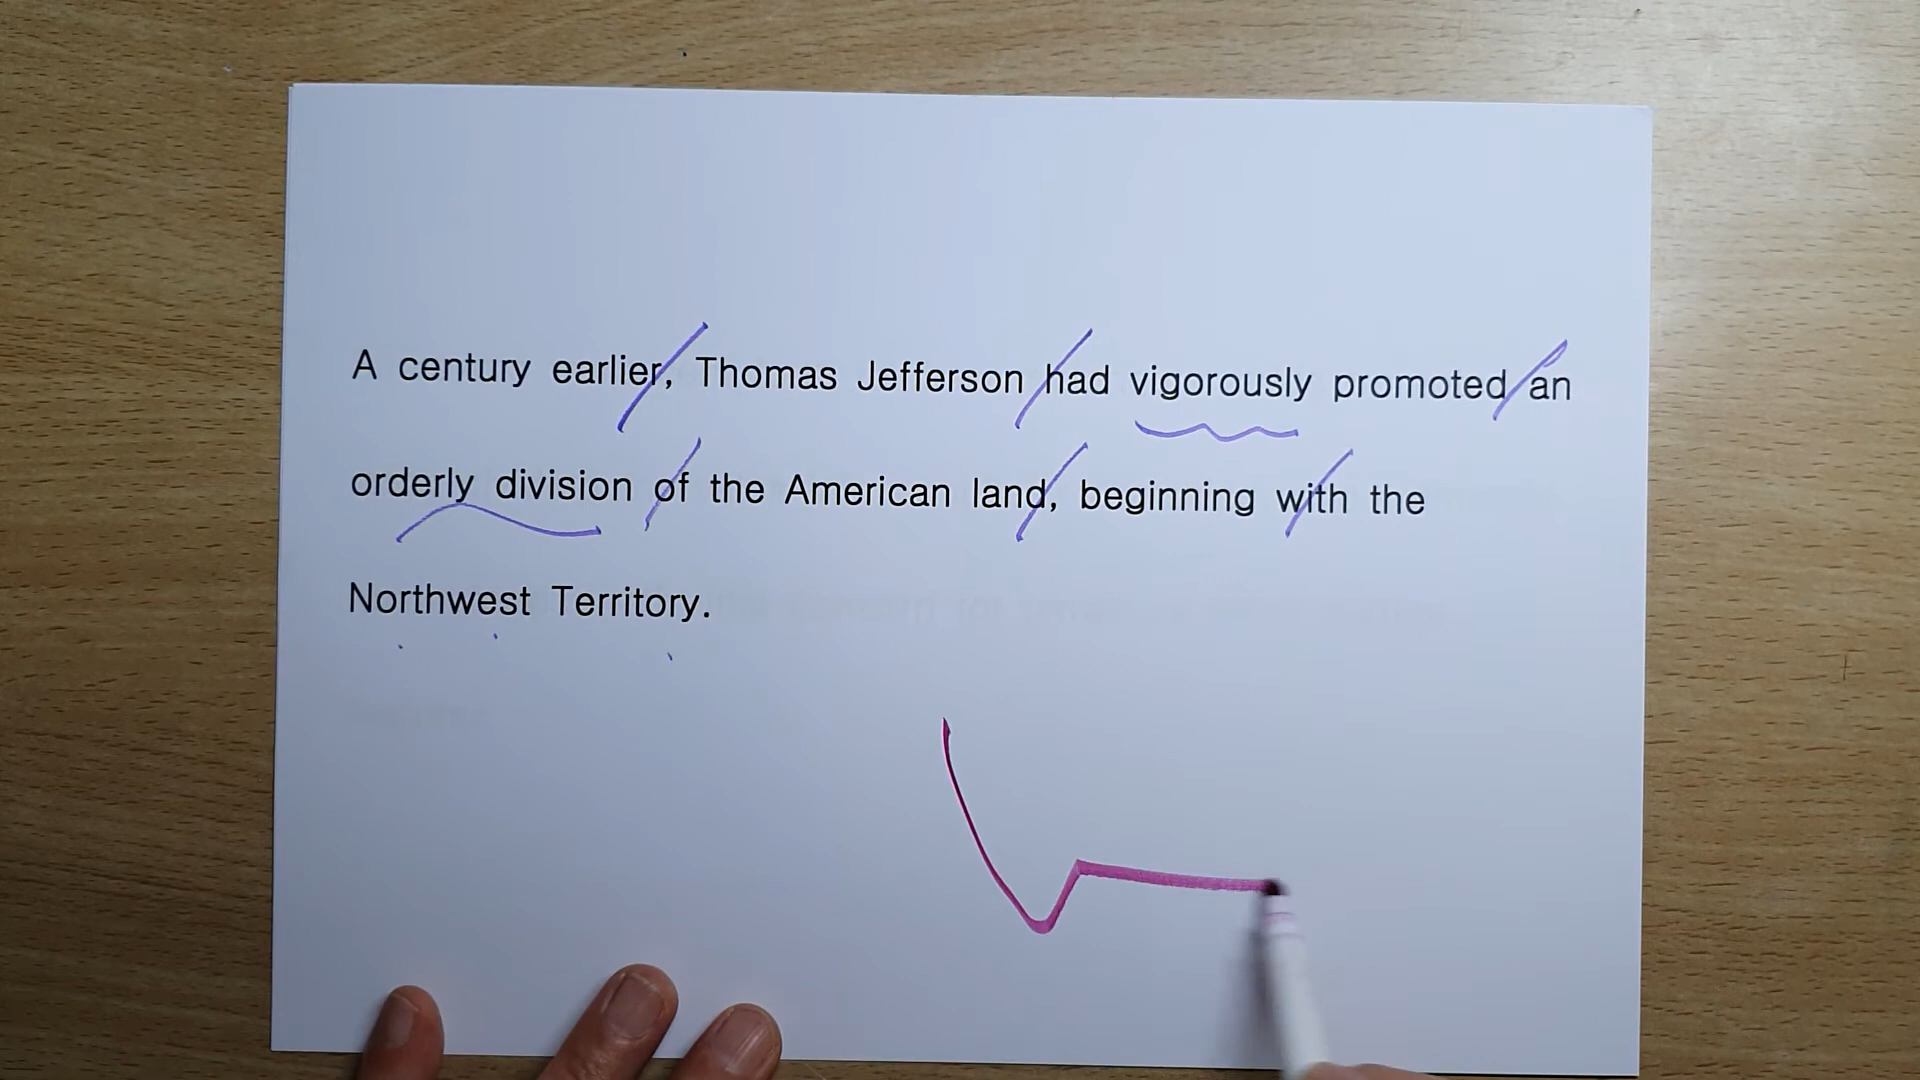 A century earlier, Thomas Jefferson had vigorously promoted an
orderly division of the American land, beginning with the
Northwest Territory.